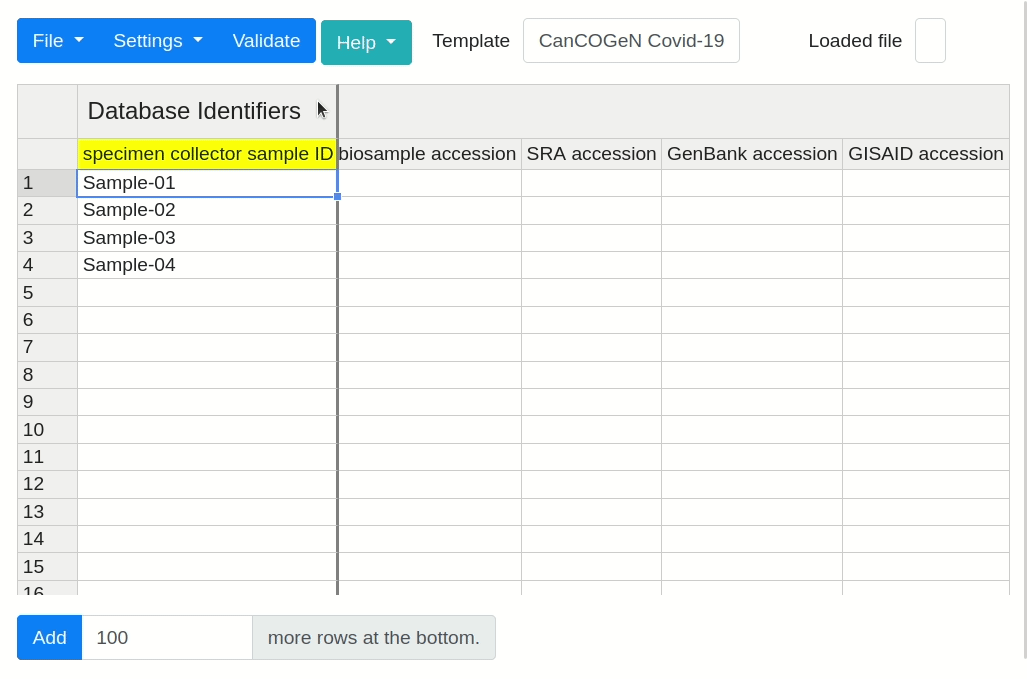 File Settings Validate Help Template CanCOGeN Covid-19 Loaded file
Database Identifiers
specimen collector sample ID biosample accession SRA accession GenBank accession GISAID accession
1 Sample-01
2 Sample-02
3 Sample-03
4 Sample-04
5
6
7
8
9
10
11
12
13
14
15
16
Add 100 more rows at the bottom.